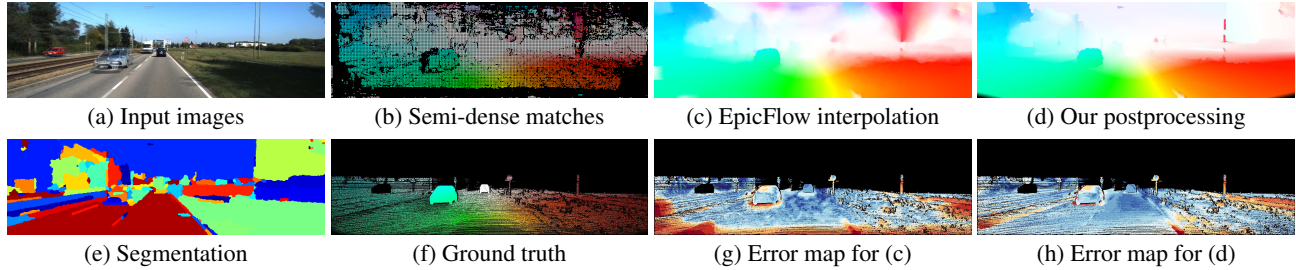 (a) Input images
(b) Semi-dense matches
(c) EpicFlow interpolation
(d) Our postprocessing
(e) Segmentation
(f) Ground truth
(g) Error map for (c)
(h) Error map for (d)